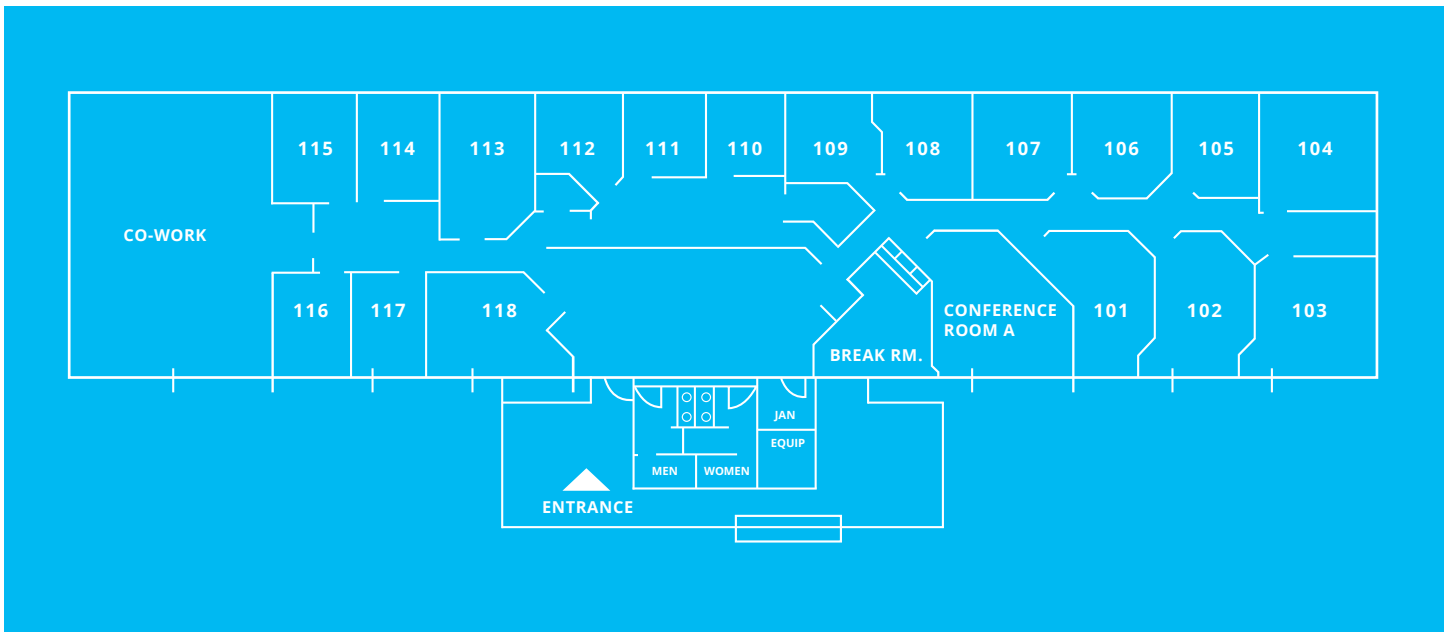 115
114
113
112
111
110
109
108
107
106
105
104
CO-WORK
116
117
118
CONFERENCE
ROOM A
101
102
103
BREAK RM.
JAN
EQUIP
MEN
WOMEN
ENTRANCE